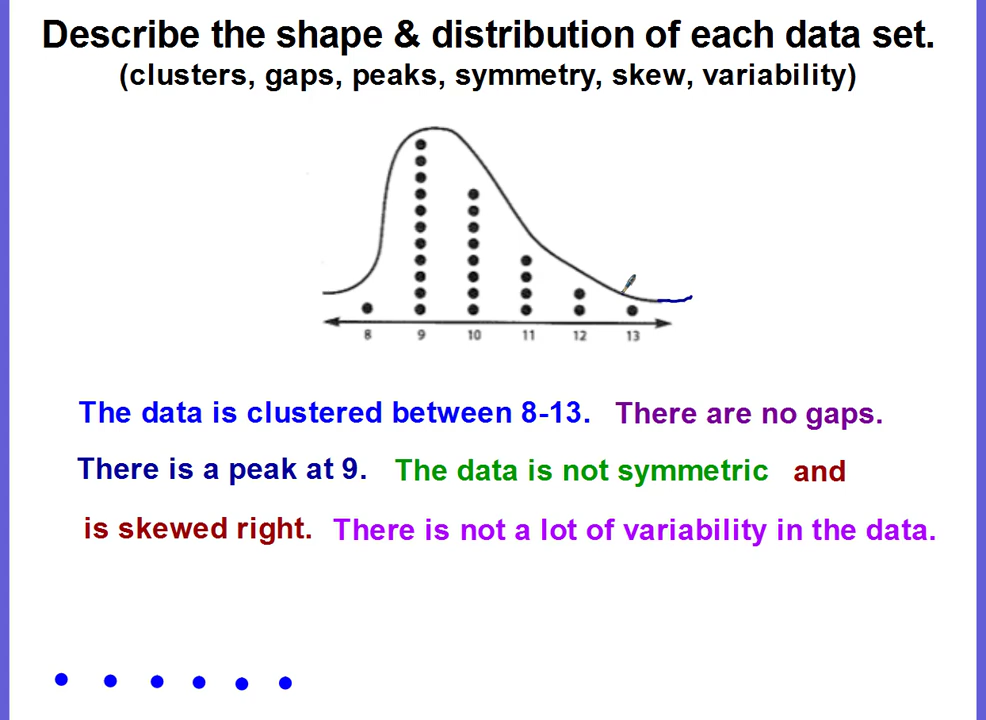 Describe the shape & distribution of each data set.
(clusters, gaps, peaks, symmetry, skew, variability)
8 9 10 11 12 13
The data is clustered between 8-13. There are no gaps.
There is a peak at 9. The data is not symmetric and
is skewed right. There is not a lot of variability in the data.